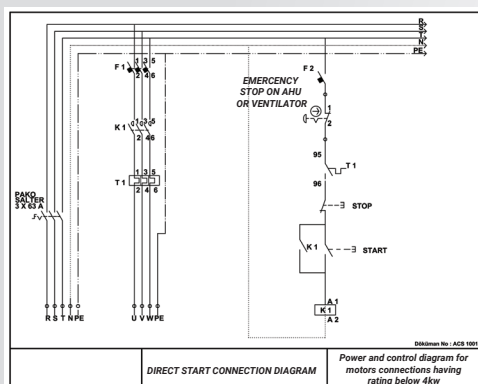 R
S
T
N
PE
F 1
1 3 5
2 4 6
F 2
EMERCENCY
STOP ON AHU
OR VENTILATOR
1
2
K 1
1 3 5
2 4 6
95
T 1
96
T 1
1 3 5
2 4 6
PAKO
SALTER
3 X 63 A
STOP
K 1
START
A 1
K 1
A 2
R S T N PE
U V W PE
Döküman No : ACS 1001
DIRECT START CONNECTION DIAGRAM
Power and control diagram for
motors connections having
rating below 4kw